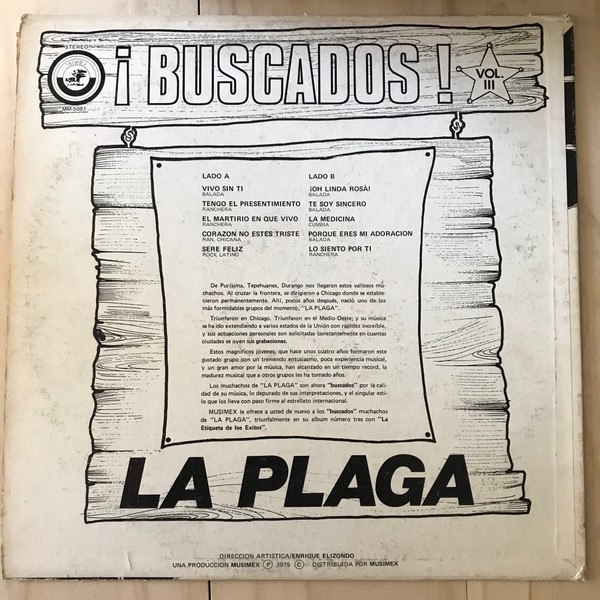 STEREO
MM-5081
¡ BUSCADOS !
VOL.
III
LADO A
VIVO SIN TI
BALADA
TENGO EL PRESENTIMIENTO
RANCHERA
EL MARTIRIO EN QUE VIVO
RANCHERA
CORAZON NO ESTES TRISTE
RAN. CHICANA
SERE FELIZ
ROCK LATINO
LADO B
¡OH LINDA ROSA!
BALADA
TE SOY SINCERO
BALADA
LA MEDICINA
CUMBIA
PORQUE ERES MI ADORACION
BALADA
LO SIENTO POR TI
RANCHERA
De Purísima, Tepehuanes, Durango nos llegaron estos valiosos mu-
chachos. Al cruzar la frontera, se dirigieron a Chicago donde se estable-
cieron permanentemente. Allí, pocos años después, nació uno de los
más formidables grupos del momento, "LA PLAGA".
Triunfaron en Chicago. Triunfaron en el Medio Oeste; y su música
se ha ido extendiendo a varios estados de la Unión con rapidez increíble,
y sus actuaciones personales son solicitadas constantemente en cuantas
ciudades se oyen sus grabaciones.
Estos magníficos jóvenes, que hace unos cuatro años formaron este
gustado grupo con un tremendo entusiasmo, poca experiencia musical,
y un gran amor por la música, han alcanzado en un tiempo record, la
madurez musical que a otros grupos les ha tomado años.
Los muchachos de "LA PLAGA" son ahora "buscados" por la cali-
dad de su música, lo depurado de sus interpretaciones, y el singular esti-
lo que los lleva con paso firme al estrellato internacional.
MUSIMEX le ofrece a usted de nuevo a los "buscados" muchachos
de "LA PLAGA", triunfalmente en su album número tres con "La
Etiqueta de los Exitos".
LA PLAGA
DIRECCION ARTISTICA/ENRIQUE ELIZONDO
UNA PRODUCCION MUSIMEX Ⓟ 1975 Ⓒ DISTRIBUIDA POR MUSIMEX